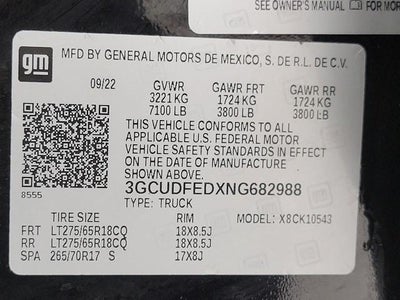 SEE OWNER'S MANUAL FOR MOR
gm
MFD BY GENERAL MOTORS DE MEXICO, S. DE R.L. DE C.V.
09/22 GVWR GAWR FRT GAWR RR
3221 KG 1724 KG 1724 KG
7100 LB 3800 LB 3800 LB
THIS VEHICLE CONFORMS TO ALL
APPLICABLE U.S. FEDERAL MOTOR
VEHICLE SAFETY STANDARDS IN EFFECT
ON THE DATE OF MANUFACTURE
SHOWN ABOVE.
8555 3GCUDFEDXNG682988
TYPE: TRUCK
TIRE SIZE RIM MODEL: X8CK10543
FRT LT275/65R18CQ 18X8.5J
RR LT275/65R18CQ 18X8.5J
SPA 265/70R17 S 17X8J